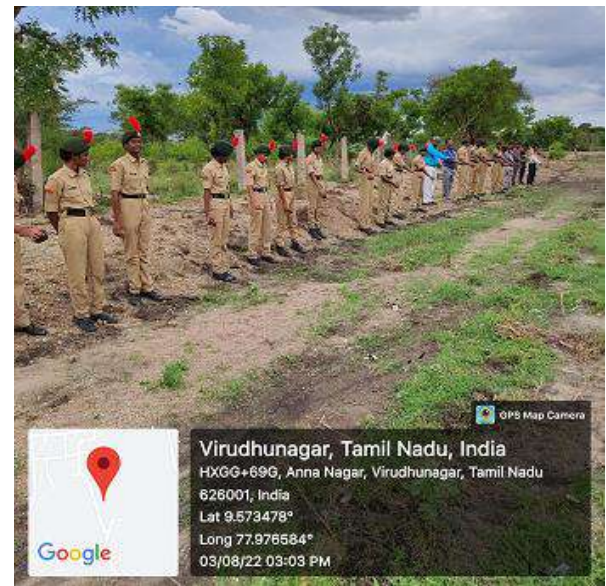 GPS Map Camera
Virudhunagar, Tamil Nadu, India
HXGG+69G, Anna Nagar, Virudhunagar, Tamil Nadu
626001, India
Lat 9.573478°
Long 77.976584°
03/08/22 03:03 PM
Google